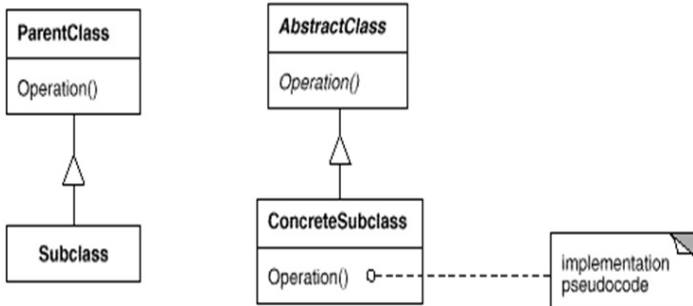 ParentClass
Operation()
Subclass
AbstractClass
Operation()
ConcreteSubclass
Operation()
implementation
pseudocode